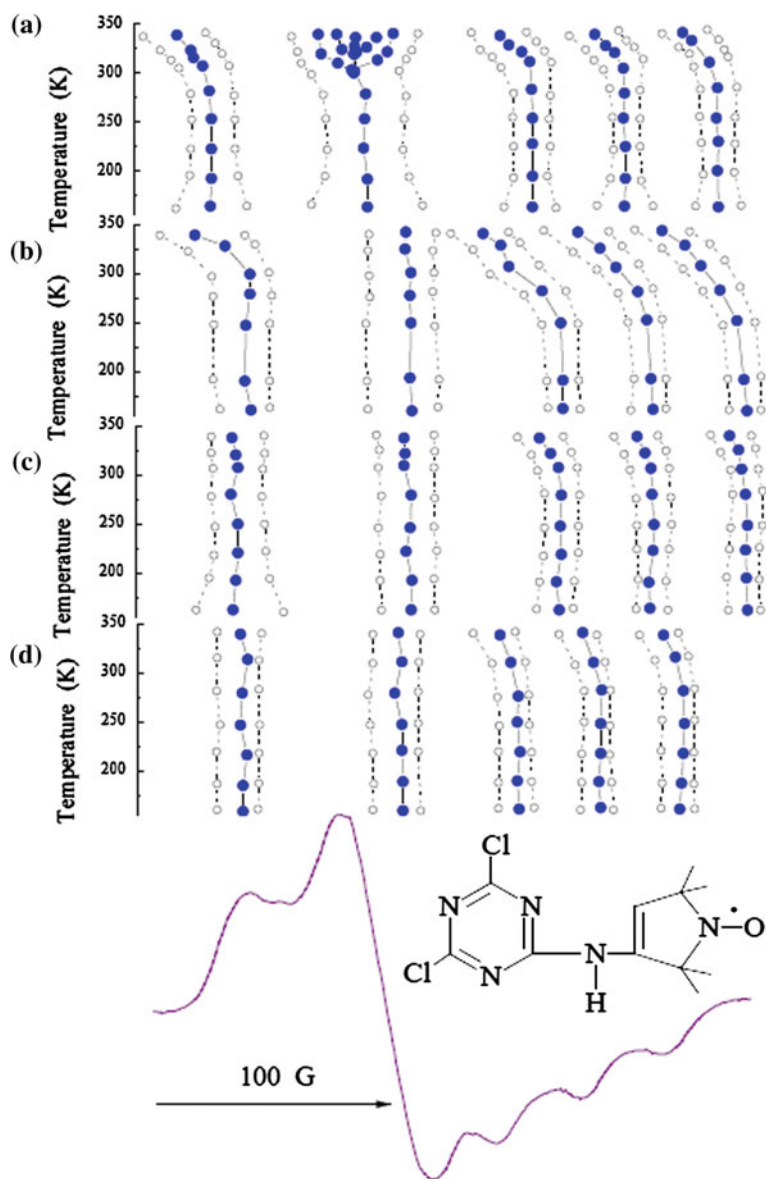 (a)
Temperature (K)
350
300
250
200
(b)
Temperature (K)
350
300
250
200
(c)
Temperature (K)
350
300
250
200
(d)
Temperature (K)
350
300
250
200
100 G
Cl
N N
Cl N
N
H
N O